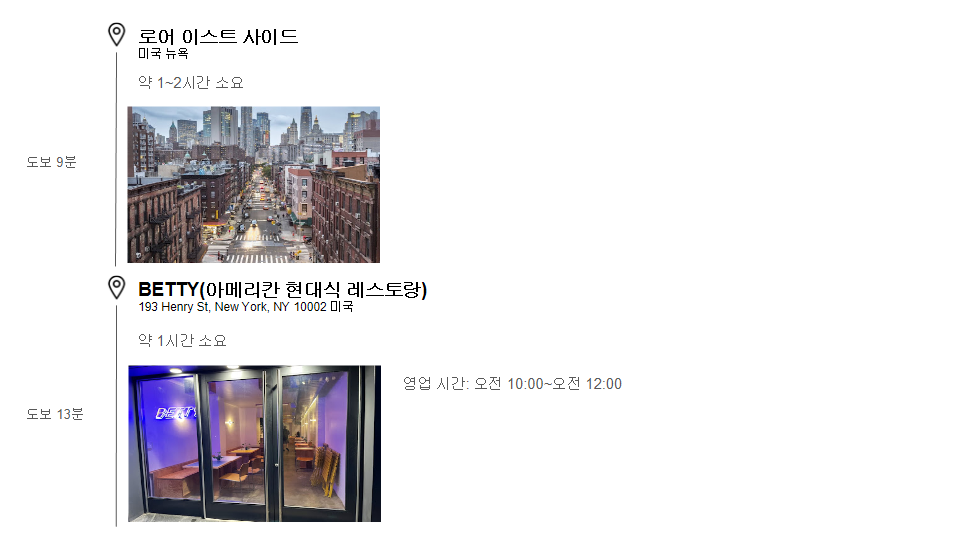 로어 이스트 사이드
미국 뉴욕
약 1~2시간 소요
도보 9분
BETTY(아메리칸 현대식 레스토랑)
193 Henry St, New York, NY 10002 미국
약 1시간 소요
영업 시간: 오전 10:00~오전 12:00
BETTY
도보 13분